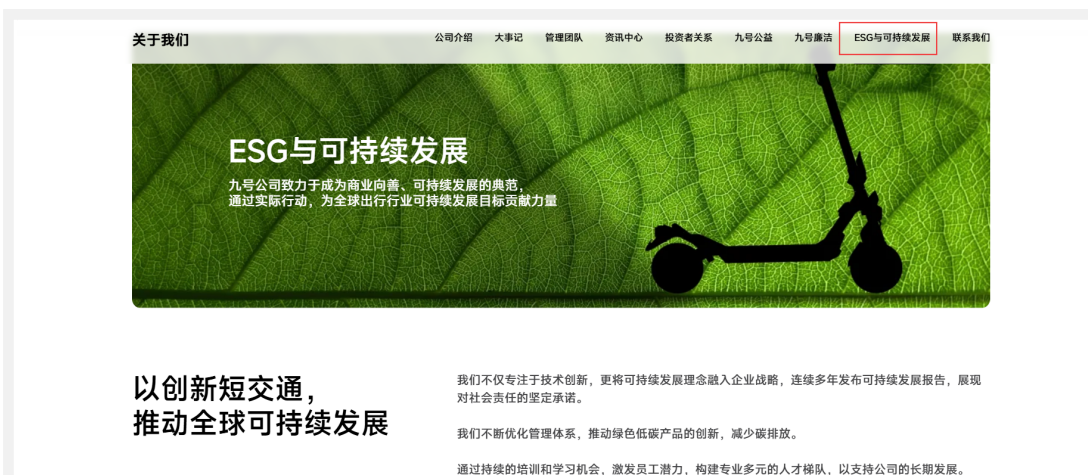 关于我们
公司介绍 大事记 管理团队 资讯中心 投资者关系 九号公益 九号廉洁 ESG与可持续发展 联系我们
ESG与可持续发展
九号公司致力于成为商业向善、可持续发展的典范，
通过实际行动，为全球出行行业可持续发展目标贡献力量
以创新短交通，
推动全球可持续发展
我们不仅专注于技术创新，更将可持续发展理念融入企业战略，连续多年发布可持续发展报告，展现
对社会责任的坚定承诺。
我们不断优化管理体系，推动绿色低碳产品的创新，减少碳排放。
通过持续的培训和学习机会，激发员工潜力，构建专业多元的人才梯队，以支持公司的长期发展。